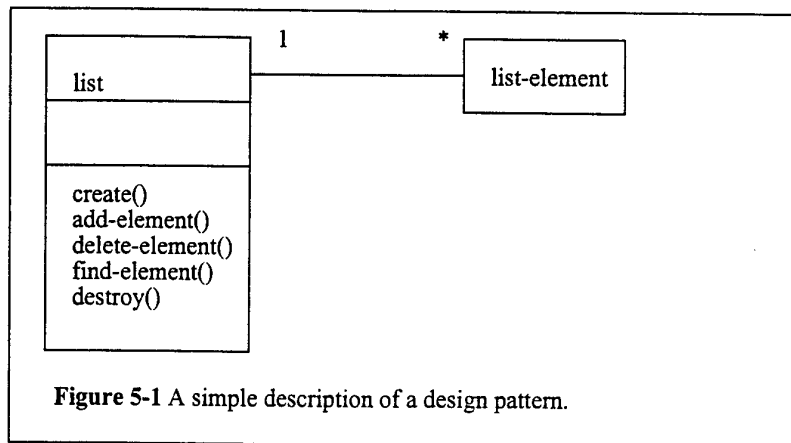 1 *
list
list-element
create()
add-element()
delete-element()
find-element()
destroy()
Figure 5-1 A simple description of a design pattern.